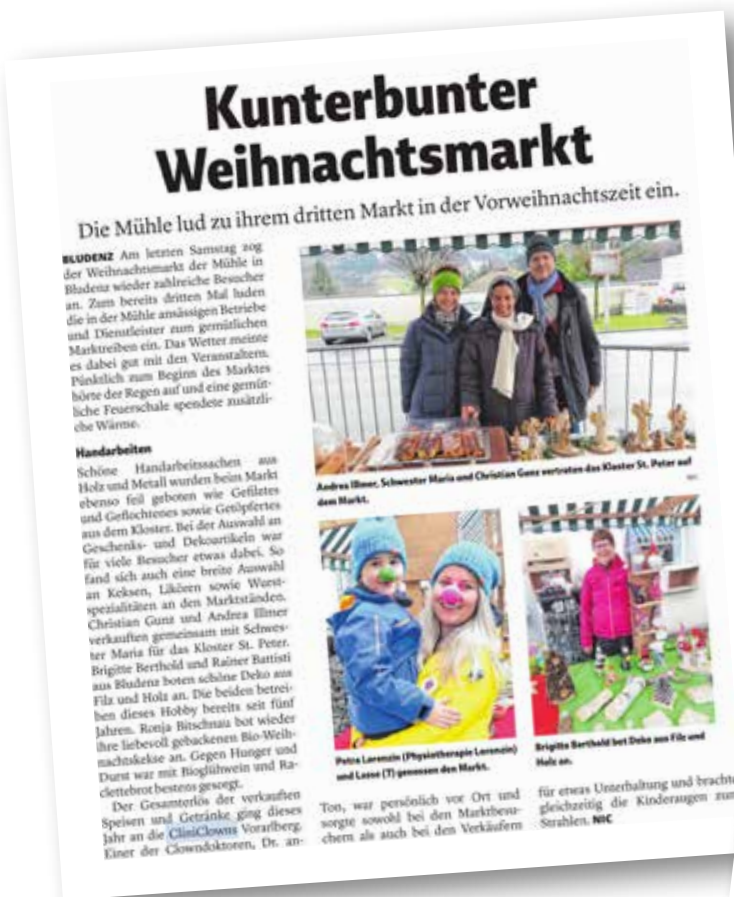 Kunterbunter
Weihnachtsmarkt
Die Mühle lud zu ihrem dritten Markt in der Vorweihnachtszeit ein.
BLUDENZ Am letzten Samstag zog
der Weihnachtsmarkt der Mühle in
Bludenz wieder zahlreiche Besucher
an. Zum bereits dritten Mal luden
die in der Mühle ansässigen Betriebe
und Dienstleister zum gemütlichen
Marktreiben ein. Das Wetter meinte
es dabei gut mit den Veranstaltern.
Pünktlich zum Beginn des Marktes
hörte der Regen auf und eine gemüt-
liche Feuerschale spendete zusätzli-
che Wärme.
Handarbeiten
Schöne Handarbeitssachen aus
Holz und Metall wurden beim Markt
ebenso feil geboten wie Gefilztes
und Geflochtenes sowie Getöpfertes
aus dem Kloster. Bei der Auswahl an
Geschenks- und Dekoartikeln war
für viele Besucher etwas dabei. So
fand sich auch eine breite Auswahl
an Keksen, Likören sowie Wurst-
spezialitäten an den Marktständen.
Christian Gunz und Andrea Illmer
verkauften gemeinsam mit Schwes-
ter Maria für das Kloster St. Peter.
Brigitte Berthold und Rainer Battisti
aus Bludenz boten schöne Deko aus
Filz und Holz an. Die beiden betrei-
ben dieses Hobby bereits seit fünf
Jahren. Ronja Bitschnau bot wieder
ihre liebevoll gebackenen Bio-Weih-
nachtskekse an. Gegen Hunger und
Durst war mit Bioglühwein und Ra-
clettebrot bestens gesorgt.
Der Gesamterlös der verkauften
Speisen und Getränke ging dieses
Jahr an die CliniClowns Vorarlberg.
Einer der Clowndoktoren, Dr. an-
Andrea Illmer, Schwester Maria und Christian Gunz vertraten das Kloster St. Peter auf
dem Markt.
Petra Lorenzin (Physiotherapie Lorenzin)
und Lasse (7) genossen den Markt.
Brigitte Berthold bot Deko aus Filz und
Holz an.
Ton, war persönlich vor Ort und
sorgte sowohl bei den Marktbesu-
chern als auch bei den Verkäufern
für etwas Unterhaltung und brachte
gleichzeitig die Kinderaugen zum
Strahlen. NIC